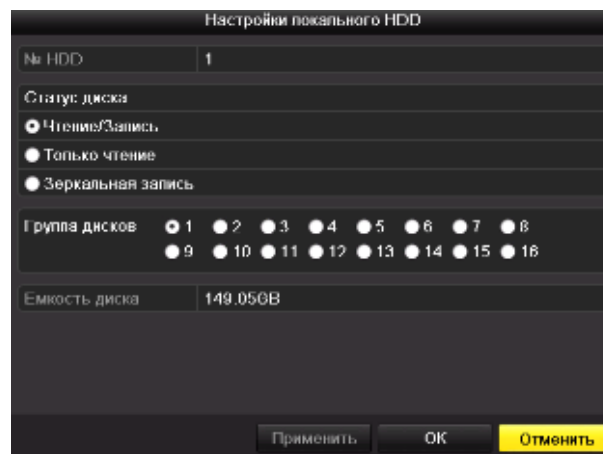 Настройки локального HDD
№ HDD 1
Статус диска
Чтение/Запись
Только чтение
Зеркальная запись
Группа дисков 1 2 3 4 5 6 7 8
9 10 11 12 13 14 15 16
Емкость диска 149.05GB
Применить OK Отменить